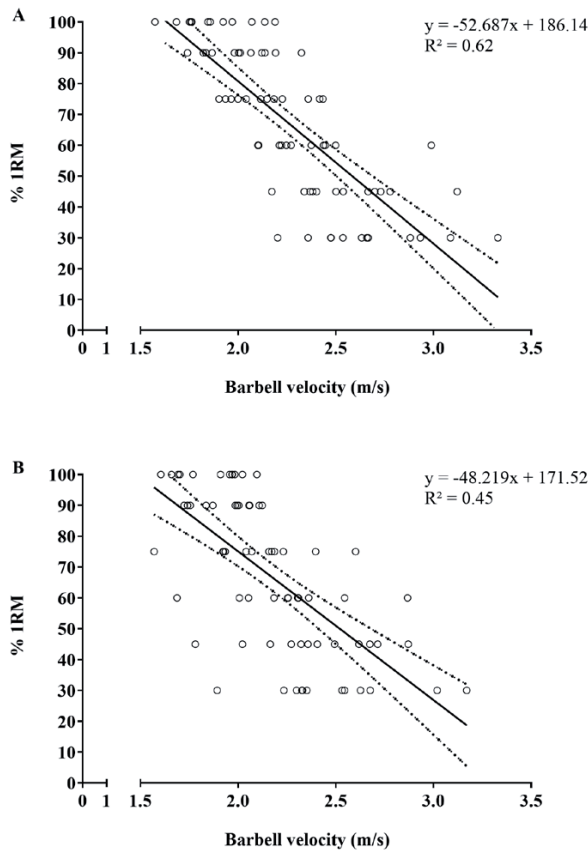 A
y = -52.687x + 186.14
R² = 0.62
100
90
80
70
60
50
40
30
20
10
0
% 1RM
0 1 1.5 2.0 2.5 3.0 3.5
Barbell velocity (m/s)
B
y = -48.219x + 171.52
R² = 0.45
100
90
80
70
60
50
40
30
20
10
0
% 1RM
0 1 1.5 2.0 2.5 3.0 3.5
Barbell velocity (m/s)